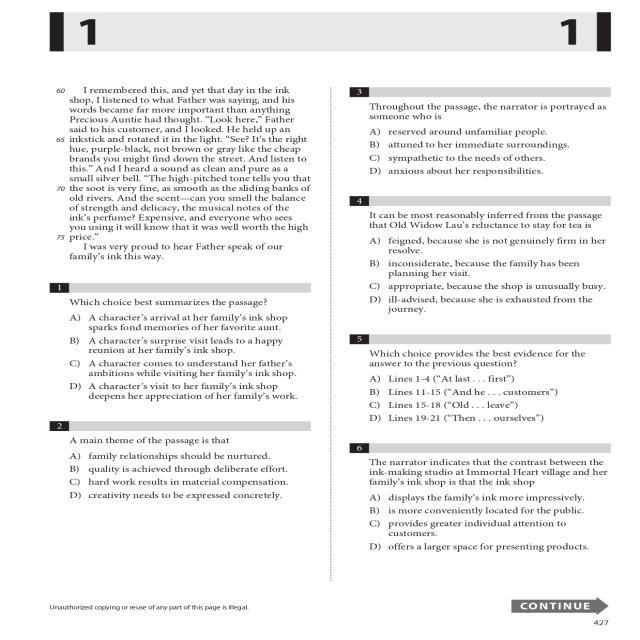 1
1
60 I remembered this, and yet that day in the ink
shop, I listened to what Father was saying, and his
words became far more important than anything
Precious Auntie had thought. “Look here,” Father
said to his customer, and I looked. He held up an
65 inkstick and rotated it in the light. “See? It’s the right
hue, purple-black, not brown or gray like the cheap
brands you might find down the street. And listen to
this.” And I heard a sound as clean and pure as a
small silver bell. “The high-pitched tone tells you that
70 the soot is very fine, as smooth as the sliding banks of
old rivers. And the scent—can you smell the balance
of strength and delicacy, the musical notes of the
ink’s perfume? Expensive, and everyone who sees
you using it will know that it was well worth the high
75 price.”
I was very proud to hear Father speak of our
family’s ink this way.
1
Which choice best summarizes the passage?
A) A character’s arrival at her family’s ink shop
sparks fond memories of her favorite aunt.
B) A character’s surprise visit leads to a happy
reunion at her family’s ink shop.
C) A character comes to understand her father’s
ambitions while visiting her family’s ink shop.
D) A character’s visit to her family’s ink shop
deepens her appreciation of her family’s work.
2
A main theme of the passage is that
A) family relationships should be nurtured.
B) quality is achieved through deliberate effort.
C) hard work results in material compensation.
D) creativity needs to be expressed concretely.
3
Throughout the passage, the narrator is portrayed as
someone who is
A) reserved around unfamiliar people.
B) attuned to her immediate surroundings.
C) sympathetic to the needs of others.
D) anxious about her responsibilities.
4
It can be most reasonably inferred from the passage
that Old Widow Lau’s reluctance to stay for tea is
A) feigned, because she is not genuinely firm in her
resolve.
B) inconsiderate, because the family has been
planning her visit.
C) appropriate, because the shop is unusually busy.
D) ill-advised, because she is exhausted from the
journey.
5
Which choice provides the best evidence for the
answer to the previous question?
A) Lines 1-4 (“At last . . . first”)
B) Lines 11-15 (“And he . . . customers”)
C) Lines 15-18 (“Old . . . leave”)
D) Lines 19-21 (“Then . . . ourselves”)
6
The narrator indicates that the contrast between the
ink-making studio at Immortal Heart village and her
family’s ink shop is that the ink shop
A) displays the family’s ink more impressively.
B) is more conveniently located for the public.
C) provides greater individual attention to
customers.
D) offers a larger space for presenting products.
Unauthorized copying or reuse of any part of this page is illegal.
CONTINUE
427